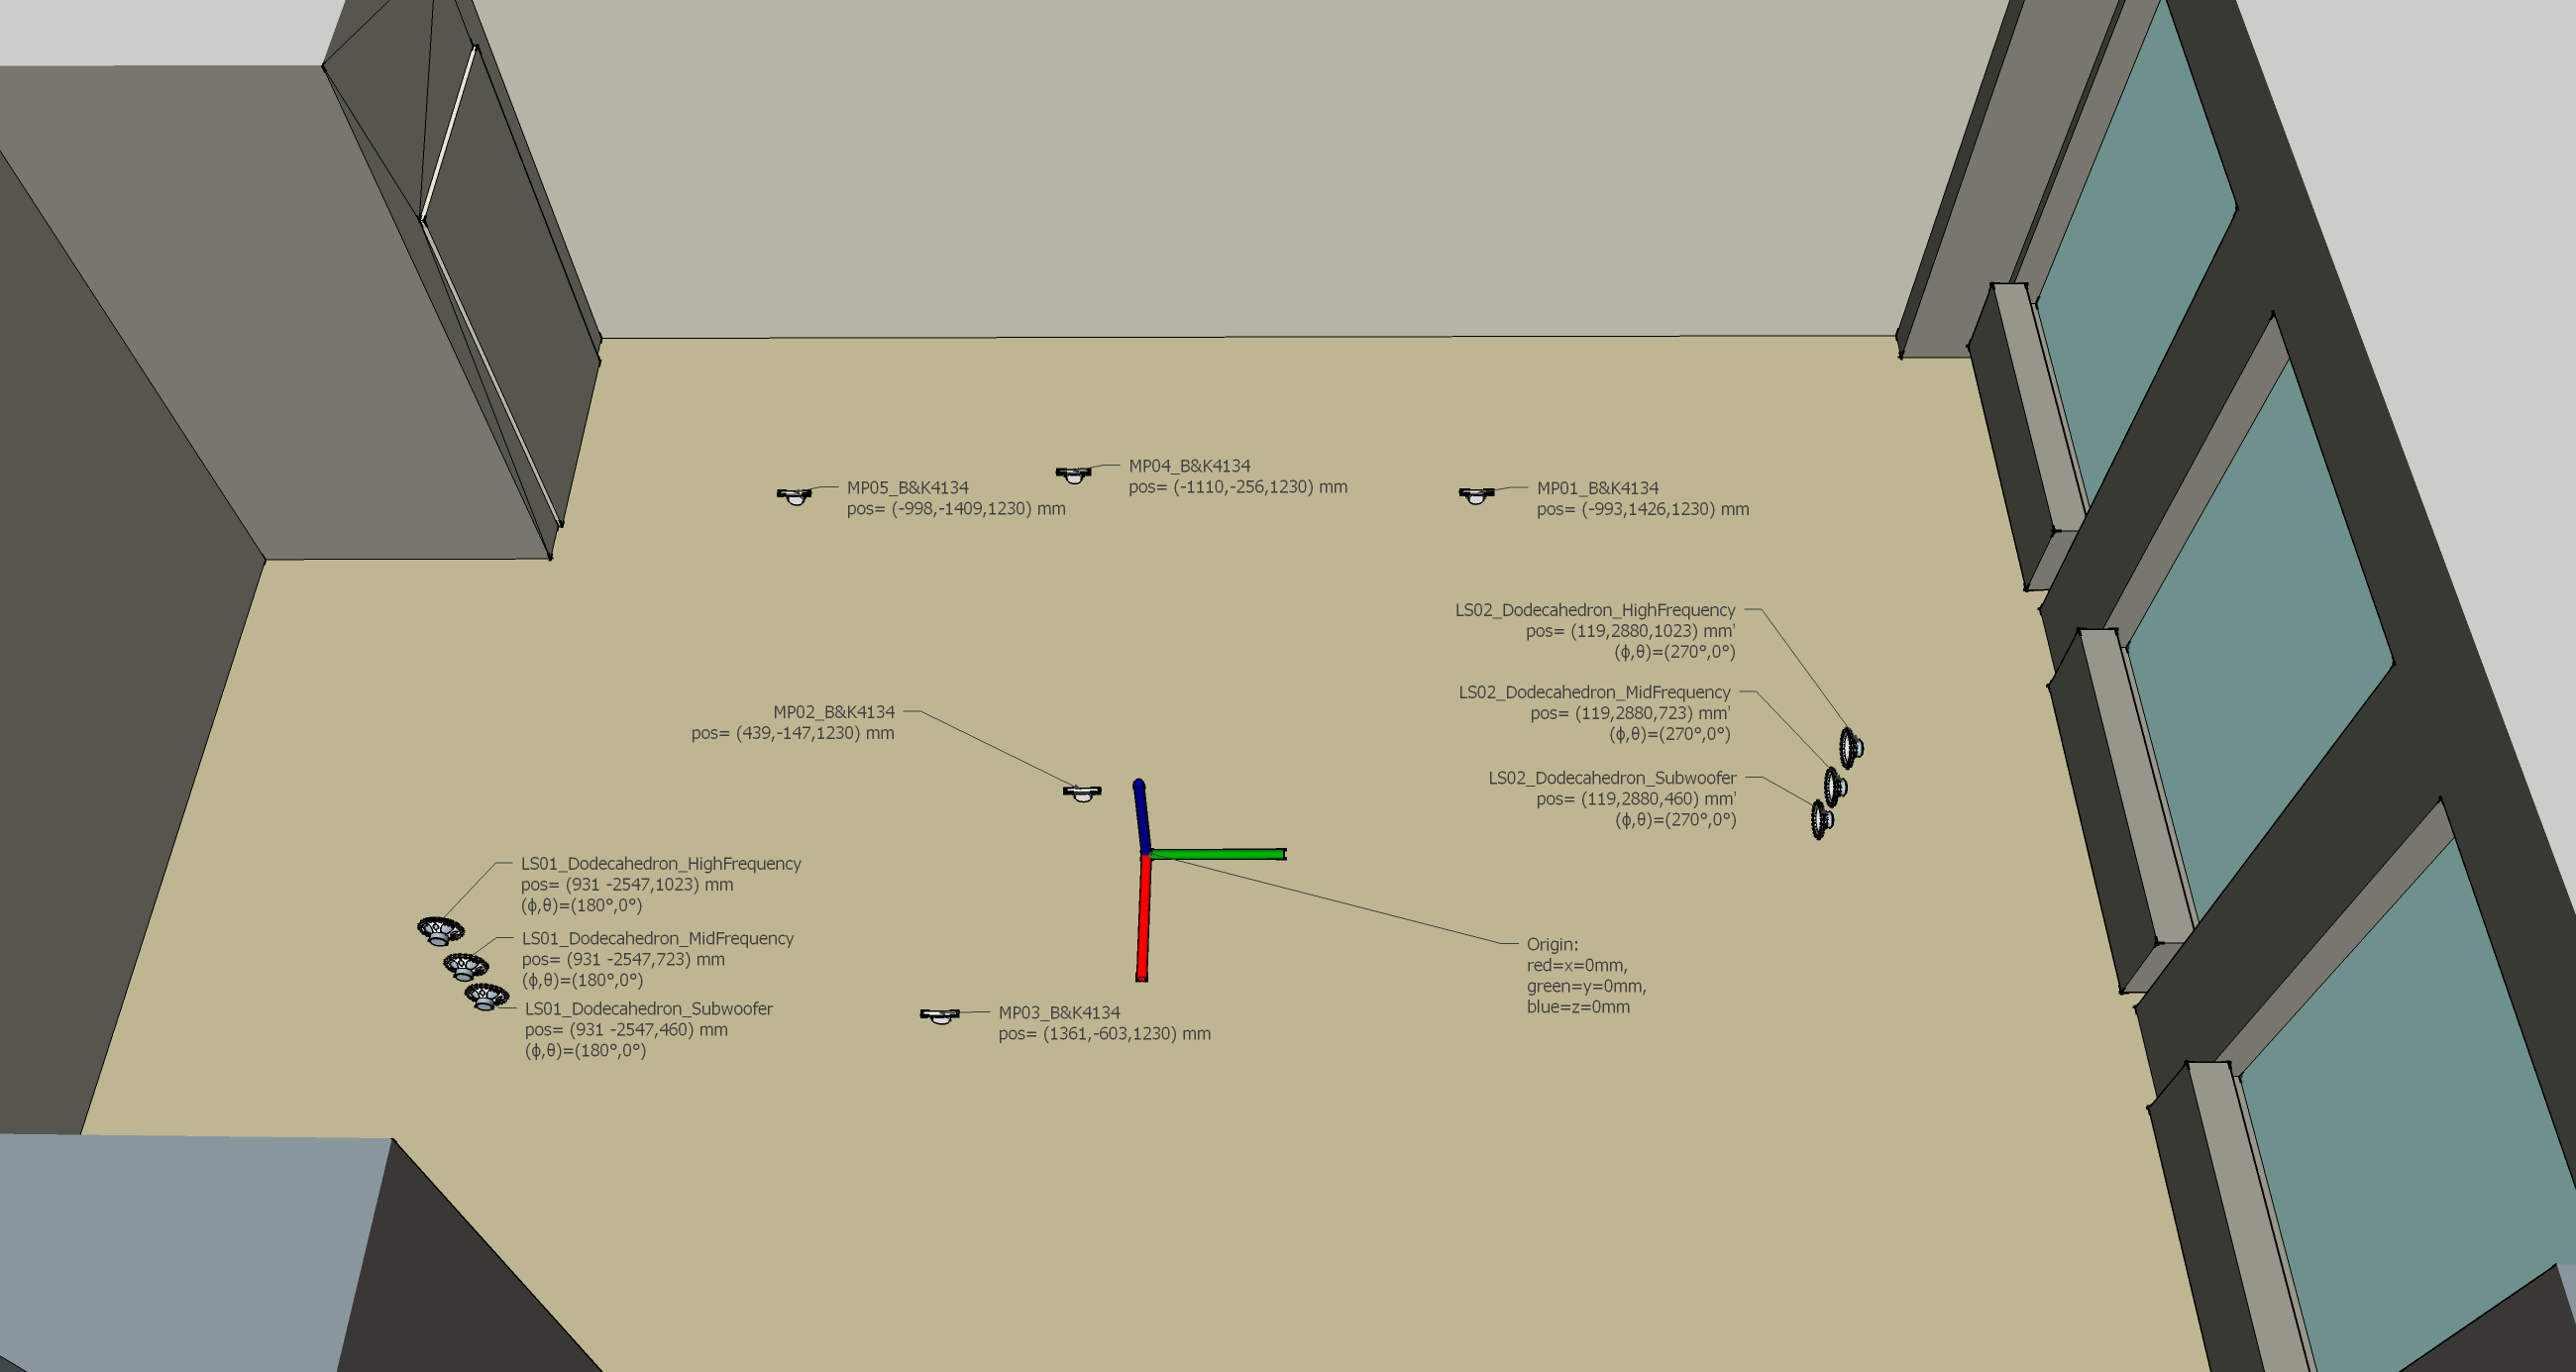 MP04_B&K4134
pos= (-1110,-256,1230) mm
MP05_B&K4134
pos= (-998,-1409,1230) mm
MP01_B&K4134
pos= (-993,1426,1230) mm
LS02_Dodecahedron_HighFrequency
pos= (119,2880,1023) mm'
(ϕ,θ)=(270°,0°)
LS02_Dodecahedron_MidFrequency
pos= (119,2880,723) mm'
(ϕ,θ)=(270°,0°)
LS02_Dodecahedron_Subwoofer
pos= (119,2880,460) mm'
(ϕ,θ)=(270°,0°)
MP02_B&K4134
pos= (439,-147,1230) mm
LS01_Dodecahedron_HighFrequency
pos= (931 -2547,1023) mm
(ϕ,θ)=(180°,0°)
LS01_Dodecahedron_MidFrequency
pos= (931 -2547,723) mm
(ϕ,θ)=(180°,0°)
LS01_Dodecahedron_Subwoofer
pos= (931 -2547,460) mm
(ϕ,θ)=(180°,0°)
Origin:
red=x=0mm,
green=y=0mm,
blue=z=0mm
MP03_B&K4134
pos= (1361,-603,1230) mm